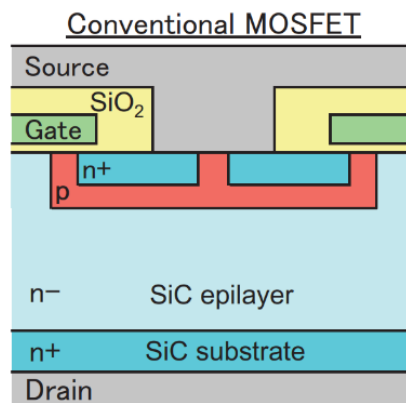 Conventional MOSFET
Source
SiO₂
Gate
n+
p
n− SiC epilayer
n+ SiC substrate
Drain